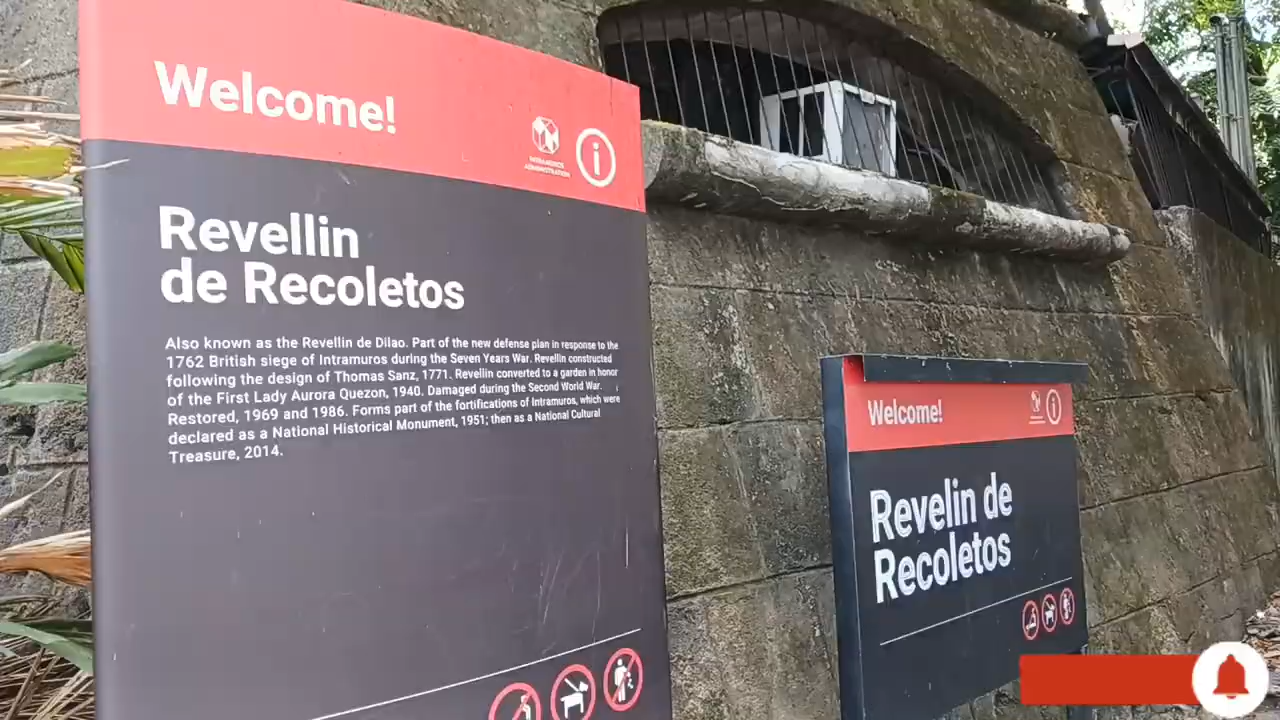 Welcome!
INTRAMUROS
ADMINISTRATION
i
Revellin
de Recoletos
Also known as the Revellin de Dilao. Part of the new defense plan in response to the
1762 British siege of Intramuros during the Seven Years War. Revellin constructed
following the design of Thomas Sanz, 1771. Revellin converted to a garden in honor
of the First Lady Aurora Quezon, 1940. Damaged during the Second World War.
Restored, 1969 and 1986. Forms part of the fortifications of Intramuros, which were
declared as a National Historical Monument, 1951; then as a National Cultural
Treasure, 2014.
Welcome!
i
Revelin de
Recoletos